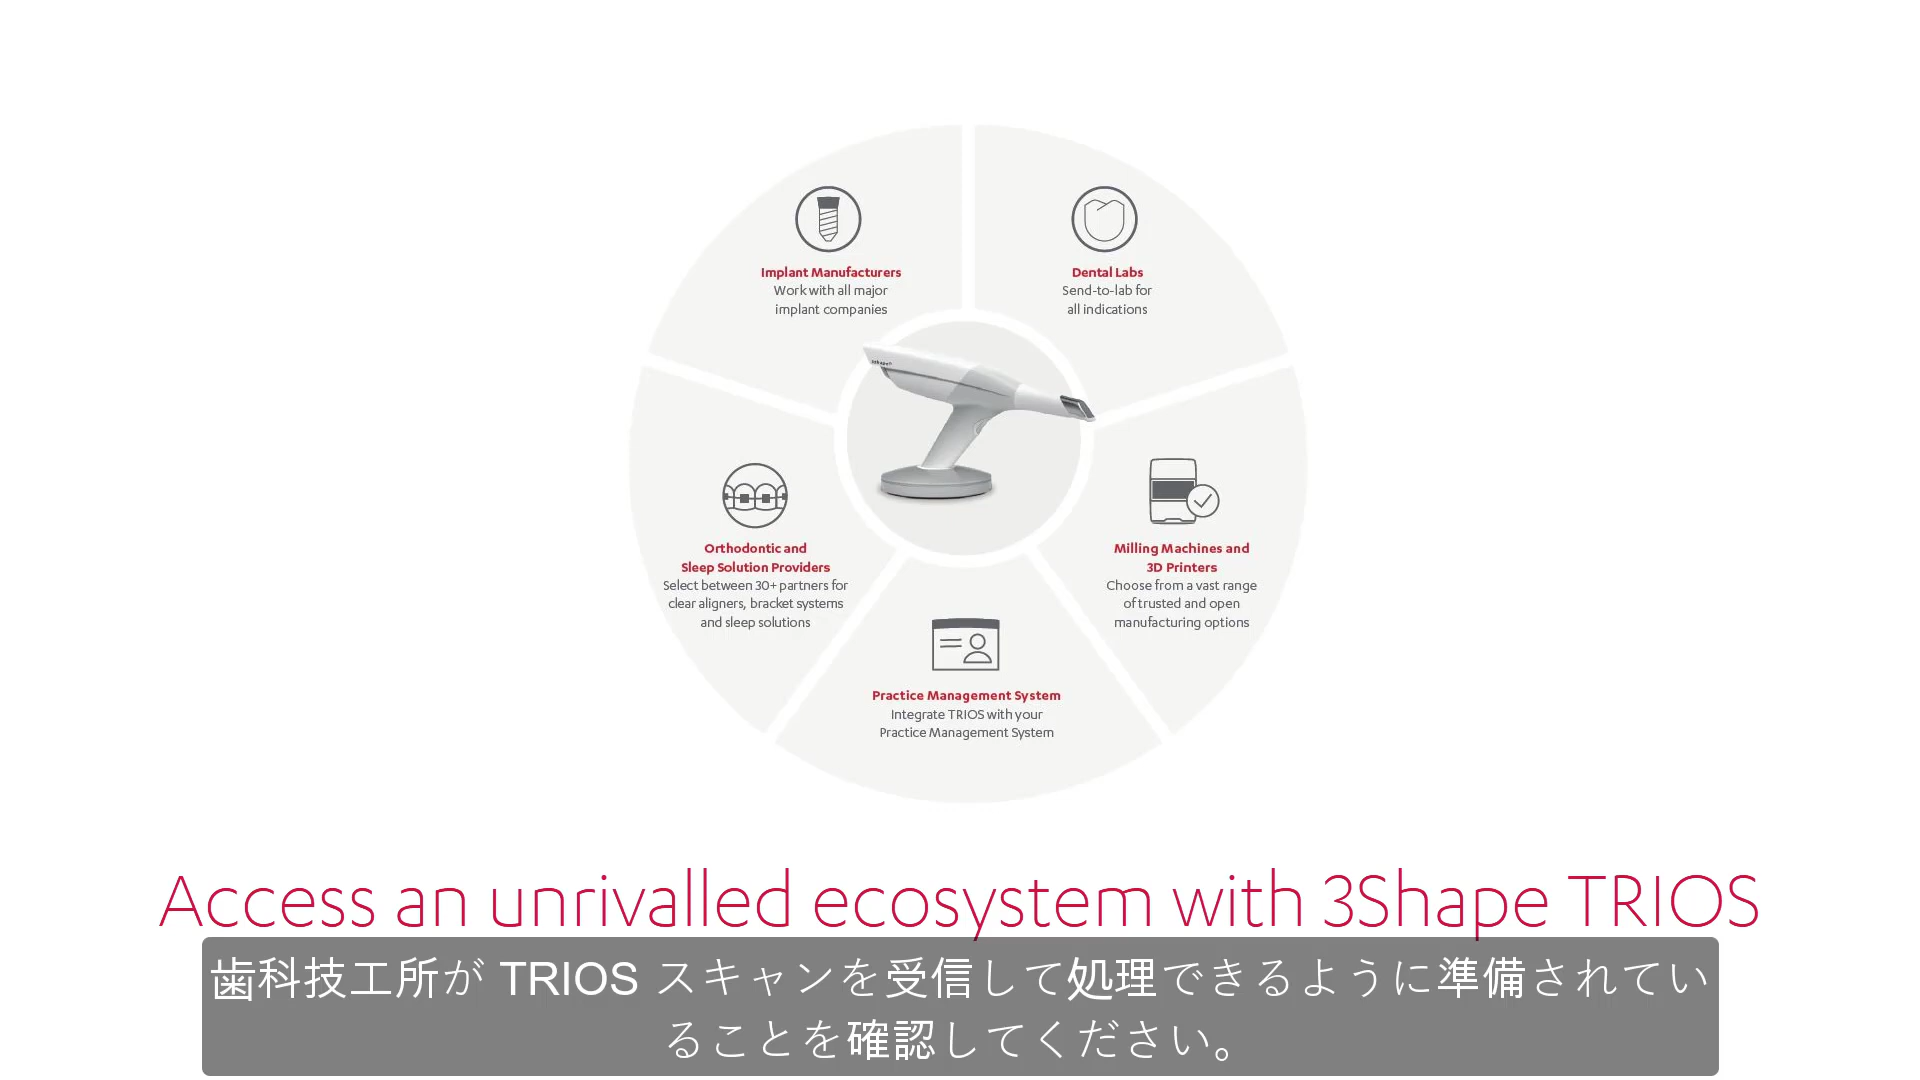 Implant Manufacturers
Work with all major
implant companies
Dental Labs
Send-to-lab for
all indications
3shape
Orthodontic and
Sleep Solution Providers
Select between 30+ partners for
clear aligners, bracket systems
and sleep solutions
Milling Machines and
3D Printers
Choose from a vast range
of trusted and open
manufacturing options
Practice Management System
Integrate TRIOS with your
Practice Management System
Access an unrivalled ecosystem with 3Shape TRIOS
歯科技工所が TRIOS スキャンを受信して処理できるように準備されてい
ることを確認してください。